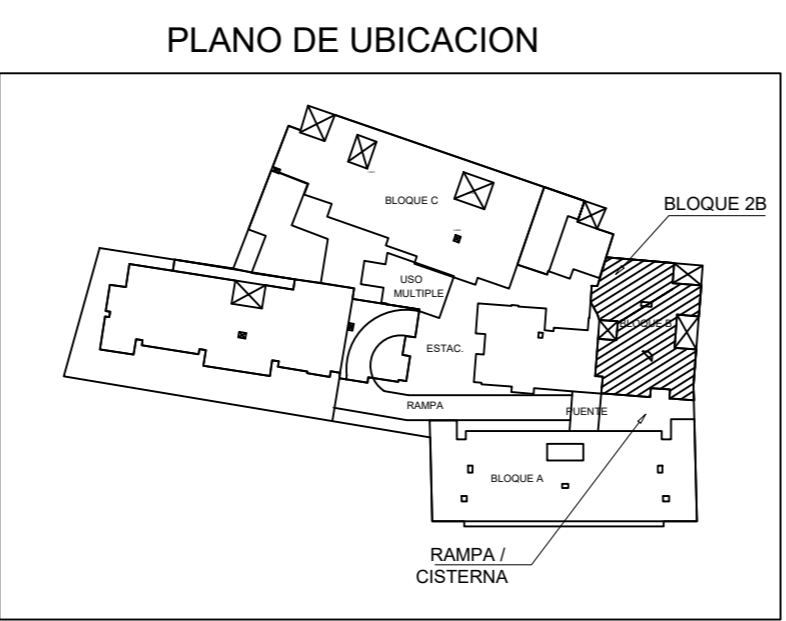 PLANO DE UBICACION
BLOQUE C
BLOQUE 2B
USO
MULTIPLE
BLOQUE B
ESTAC.
RAMPA
PUENTE
BLOQUE A
RAMPA /
CISTERNA